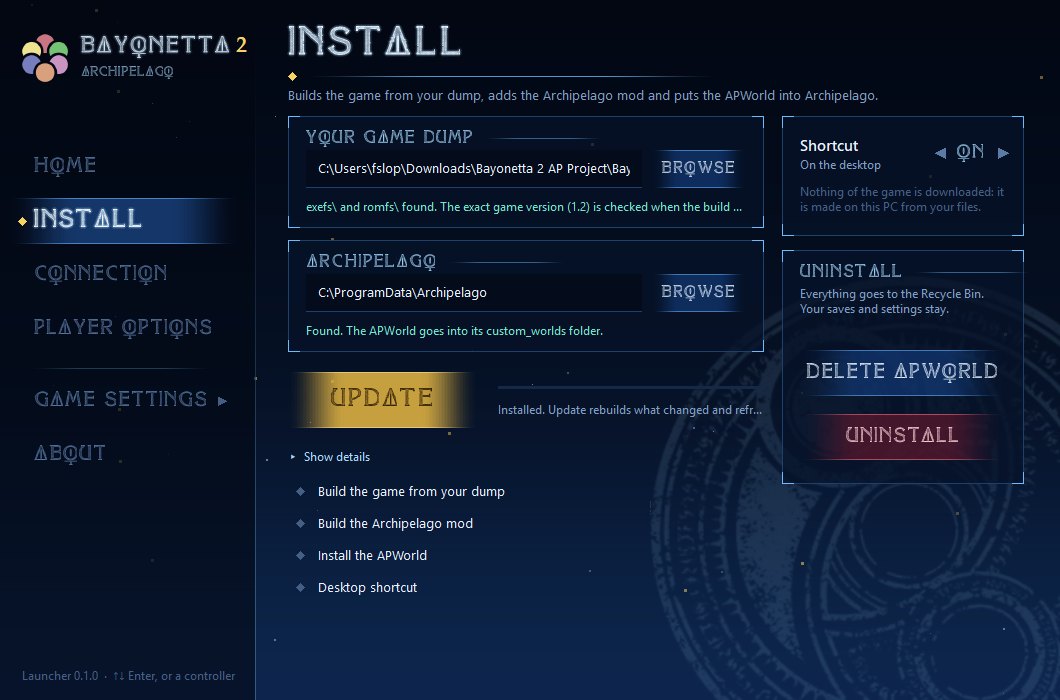 BAYONETTA 2
ARCHIPELAGO
HOME
INSTALL
CONNECTION
PLAYER OPTIONS
GAME SETTINGS ▶
ABOUT
Launcher 0.1.0 · ↑↓ Enter, or a controller
INSTALL
Builds the game from your dump, adds the Archipelago mod and puts the APWorld into Archipelago.
YOUR GAME DUMP
C:\Users\fslop\Downloads\Bayonetta 2 AP Project\Bay
BROWSE
exefs\ and romfs\ found. The exact game version (1.2) is checked when the build ...
ARCHIPELAGO
C:\ProgramData\Archipelago
BROWSE
Found. The APWorld goes into its custom_worlds folder.
UPDATE
Installed. Update rebuilds what changed and refr...
▸ Show details
Build the game from your dump
Build the Archipelago mod
Install the APWorld
Desktop shortcut
Shortcut
On the desktop
◀ ON ▶
Nothing of the game is downloaded: it
is made on this PC from your files.
UNINSTALL
Everything goes to the Recycle Bin.
Your saves and settings stay.
DELETE APWORLD
UNINSTALL